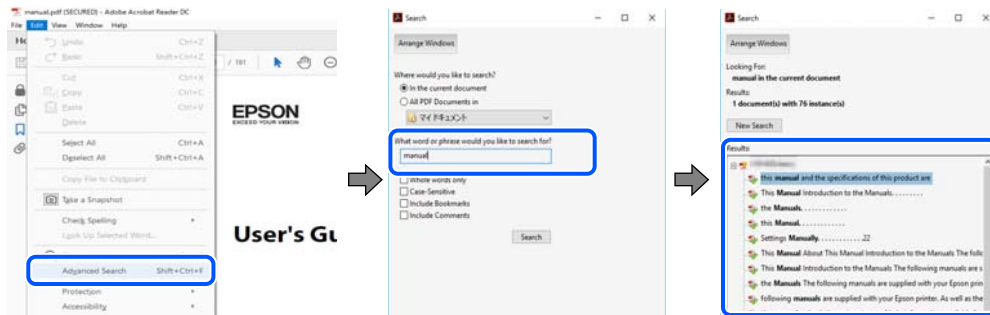 manual.pdf (SECURED) - Adobe Acrobat Reader DC
File Edit View Window Help
Undo Ctrl+Z
Redo Shift+Ctrl+Z
Cut Ctrl+X
Copy Ctrl+C
Paste Ctrl+V
Delete
Select All Ctrl+A
Deselect All Shift+Ctrl+A
Copy File to Clipboard
Take a Snapshot
Check Spelling
Look Up Selected Word...
Advanced Search Shift+Ctrl+F
Protection
Accessibility
/ 191
EPSON
EXCEED YOUR VISION
User's Gu
Search
Arrange Windows
Where would you like to search?
In the current document
All PDF Documents in
マイ ドキュメント
What word or phrase would you like to search for?
manual
Whole words only
Case-Sensitive
Include Bookmarks
Include Comments
Search
Search
Arrange Windows
Looking For:
manual in the current document
Results:
1 document(s) with 76 instance(s)
New Search
Results:
this manual and the specifications of this product are
This Manual Introduction to the Manuals. . . . . . . . .
the Manuals. . . . . . . . . . . . .
this Manual. . . . . . . . . . . . .
Settings Manually. . . . . . . . . . . . .22
This Manual About This Manual Introduction to the Manuals The follo
This Manual Introduction to the Manuals The following manuals are s
the Manuals The following manuals are supplied with your Epson prin
following manuals are supplied with your Epson printer. As well as the